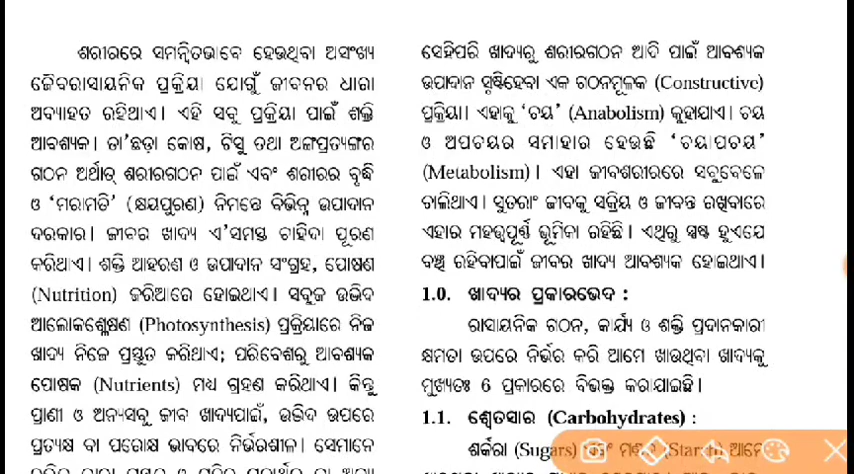 ଶରୀରରେ ସମନ୍ୱିତଭାବେ ହେଉଥିବା ଅସଂଖ୍ୟ
ଜୈବରାସାୟନିକ ପ୍ରକ୍ରିୟା ଯୋଗୁଁ ଜୀବନର ଧାରା
ଅବ୍ୟାହତ ରହିଥାଏ। ଏହି ସବୁ ପ୍ରକ୍ରିୟା ପାଇଁ ଶକ୍ତି
ଆବଶ୍ୟକ। ତା'ଛଡ଼ା କୋଷ, ଟିସୁ ତଥା ଅଙ୍ଗପ୍ରତ୍ୟଙ୍ଗର
ଗଠନ ଅର୍ଥାତ୍ ଶରୀରଗଠନ ପାଇଁ ଏବଂ ଶରୀରର ବୃଦ୍ଧି
ଓ 'ମରାମତି' (କ୍ଷୟପୁରଣ) ନିମନ୍ତେ ବିଭିନ୍ନ ଉପାଦାନ
ଦରକାର। ଜୀବର ଖାଦ୍ୟ ଏ'ସମସ୍ତ ଚାହିଦା ପୂରଣ
କରିଥାଏ। ଶକ୍ତି ଆହରଣ ଓ ଉପାଦାନ ସଂଗ୍ରହ, ପୋଷଣ
(Nutrition) ଜରିଆରେ ହୋଇଥାଏ। ସବୁଜ ଉଦ୍ଭିଦ
ଆଲୋକଶ୍ଳେଷଣ (Photosynthesis) ପ୍ରକ୍ରିୟାରେ ନିଜ
ଖାଦ୍ୟ ନିଜେ ପ୍ରସ୍ତୁତ କରିଥାଏ; ପରିବେଶରୁ ଆବଶ୍ୟକ
ପୋଷକ (Nutrients) ମଧ୍ୟ ଗ୍ରହଣ କରିଥାଏ। କିନ୍ତୁ
ପ୍ରାଣୀ ଓ ଅନ୍ୟସବୁ ଜୀବ ଖାଦ୍ୟପାଇଁ, ଉଦ୍ଭିଦ ଉପରେ
ପ୍ରତ୍ୟକ୍ଷ ବା ପରୋକ୍ଷ ଭାବରେ ନିର୍ଭରଶୀଳ। ସେମାନେ
ସେହିପରି ଖାଦ୍ୟରୁ ଶରୀରଗଠନ ଆଦି ପାଇଁ ଆବଶ୍ୟକ
ଉପାଦାନ ସୃଷ୍ଟିହେବା ଏକ ଗଠନମୂଳକ (Constructive)
ପ୍ରକ୍ରିୟା। ଏହାକୁ 'ଚୟ' (Anabolism) କୁହାଯାଏ। ଚୟ
ଓ ଅପଚୟର ସମାହାର ହେଉଛି 'ଚୟାପଚୟ'
(Metabolism)। ଏହା ଜୀବଶରୀରରେ ସବୁବେଳେ
ଚାଲିଥାଏ। ସୁତରାଂ ଜୀବକୁ ସକ୍ରିୟ ଓ ଜୀବନ୍ତ ରଖିବାରେ
ଏହାର ମହତ୍ତ୍ୱପୂର୍ଣ୍ଣ ଭୂମିକା ରହିଛି। ଏଥିରୁ ସ୍ପଷ୍ଟ ହୁଏଯେ
ବଞ୍ଚି ରହିବାପାଇଁ ଜୀବର ଖାଦ୍ୟ ଆବଶ୍ୟକ ହୋଇଥାଏ।
1.0. ଖାଦ୍ୟର ପ୍ରକାରଭେଦ :
ରାସାୟନିକ ଗଠନ, କାର୍ଯ୍ୟ ଓ ଶକ୍ତି ପ୍ରଦାନକାରୀ
କ୍ଷମତା ଉପରେ ନିର୍ଭର କରି ଆମେ ଖାଉଥିବା ଖାଦ୍ୟକୁ
ମୁଖ୍ୟତଃ 6 ପ୍ରକାରରେ ବିଭକ୍ତ କରାଯାଇଛି।
1.1. ଶ୍ୱେତସାର (Carbohydrates) :
ଶର୍କରା (Sugars) ଏବଂ ମଣ୍ଡକୁ (Starch) ଆମେ